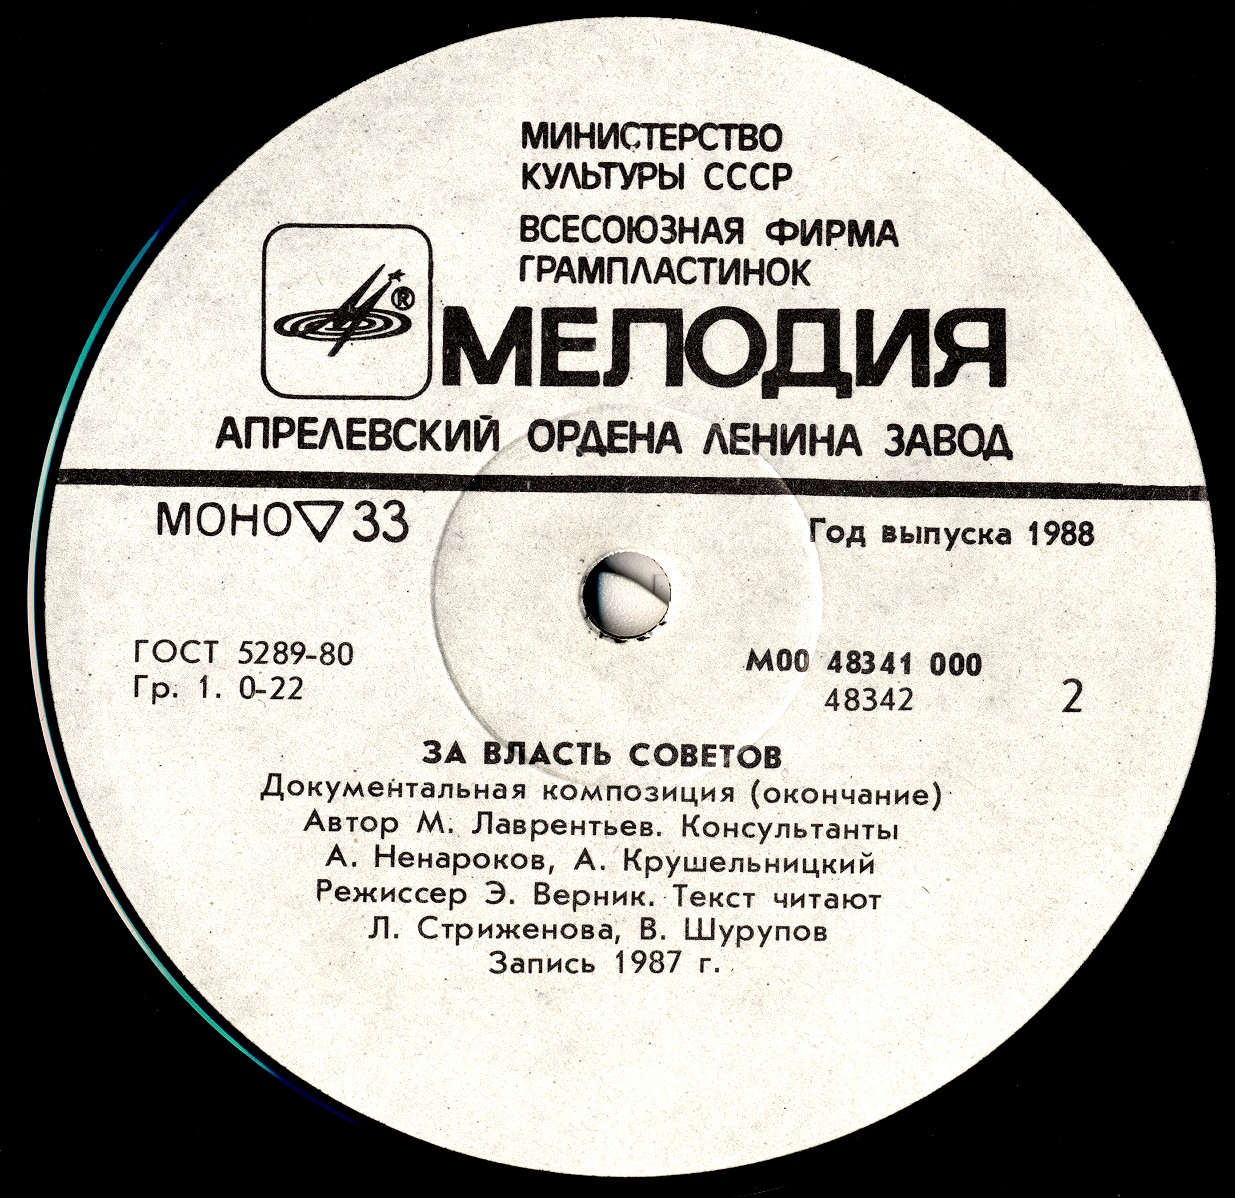 МИНИСТЕРСТВО
КУЛЬТУРЫ СССР
ВСЕСОЮЗНАЯ ФИРМА
ГРАМПЛАСТИНОК
®
МЕЛОДИЯ
АПРЕЛЕВСКИЙ ОРДЕНА ЛЕНИНА ЗАВОД
МОНО▽33
Год выпуска 1988
ГОСТ 5289-80
Гр. 1. 0-22
М00 48341 000
48342
2
ЗА ВЛАСТЬ СОВЕТОВ
Документальная композиция (окончание)
Автор М. Лаврентьев. Консультанты
А. Ненароков, А. Крушельницкий
Режиссер Э. Верник. Текст читают
Л. Стриженова, В. Шурупов
Запись 1987 г.